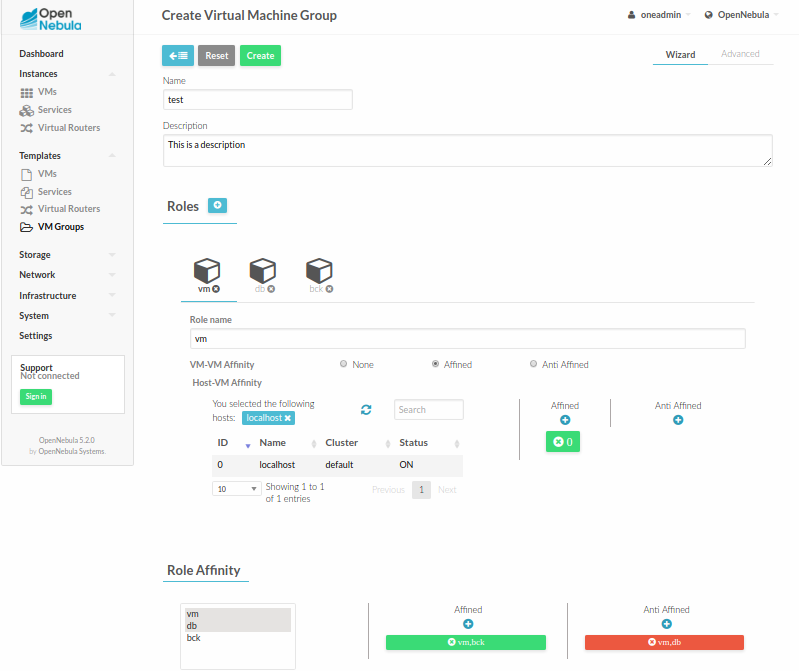 Open
Nebula
Create Virtual Machine Group
oneadmin
OpenNebula
Dashboard
Instances
VMs
Services
Virtual Routers
Templates
VMs
Services
Virtual Routers
VM Groups
Storage
Network
Infrastructure
System
Settings
Support
Not connected
Sign in
OpenNebula 5.2.0
by OpenNebula Systems.
Reset
Create
Wizard
Advanced
Name
test
Description
This is a description
Roles
vm
db
bck
Role name
vm
VM-VM Affinity
None
Affined
Anti Affined
Host-VM Affinity
You selected the following
hosts: localhost
Search
ID Name Cluster Status
0 localhost default ON
10
Showing 1 to 1
of 1 entries
Previous 1 Next
Affined
0
Anti Affined
Role Affinity
vm
db
bck
Affined
vm,bck
Anti Affined
vm,db